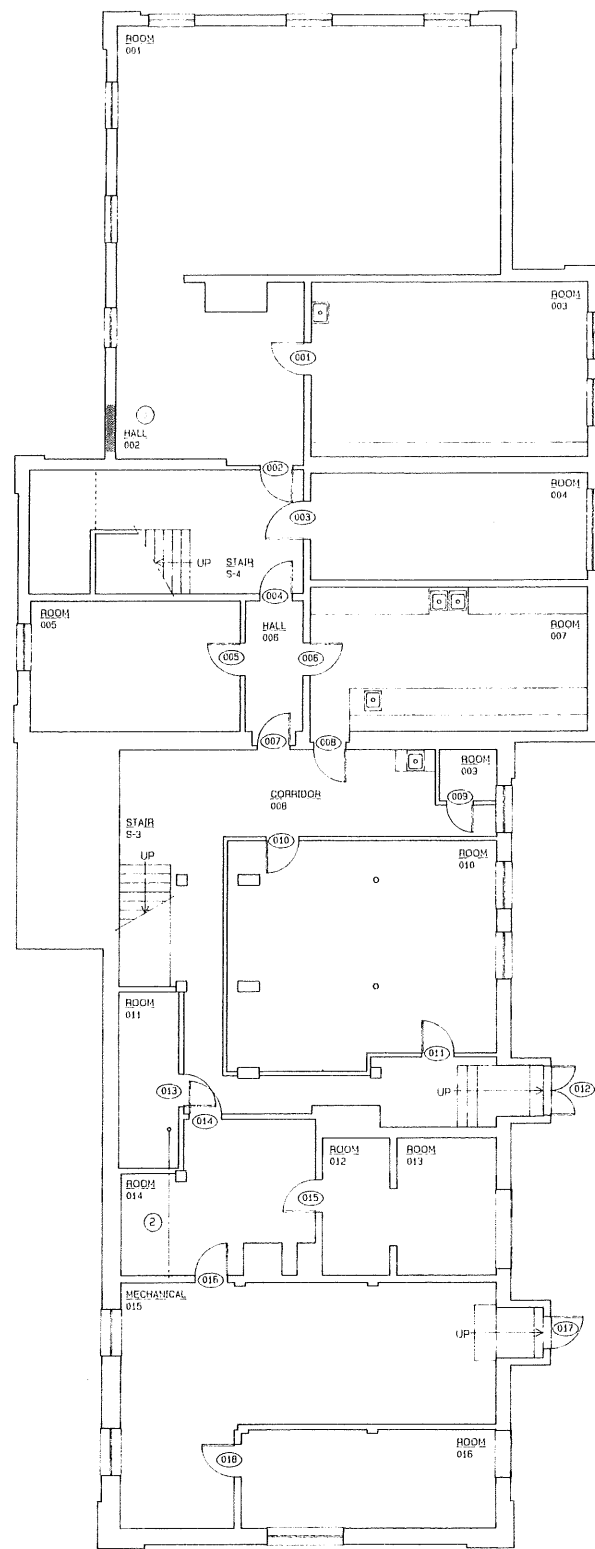 ROOM
001
ROOM
003
001
1
HALL
002
002
ROOM
004
003
UP
STAIR
S-4
004
ROOM
005
HALL
006
ROOM
007
005
006
007
008
ROOM
003
CORRIDOR
008
009
STAIR
S-3
010
ROOM
010
UP
ROOM
011
011
013
UP
012
014
ROOM
012
ROOM
013
ROOM
014
015
2
016
MECHANICAL
015
UP
017
ROOM
016
018